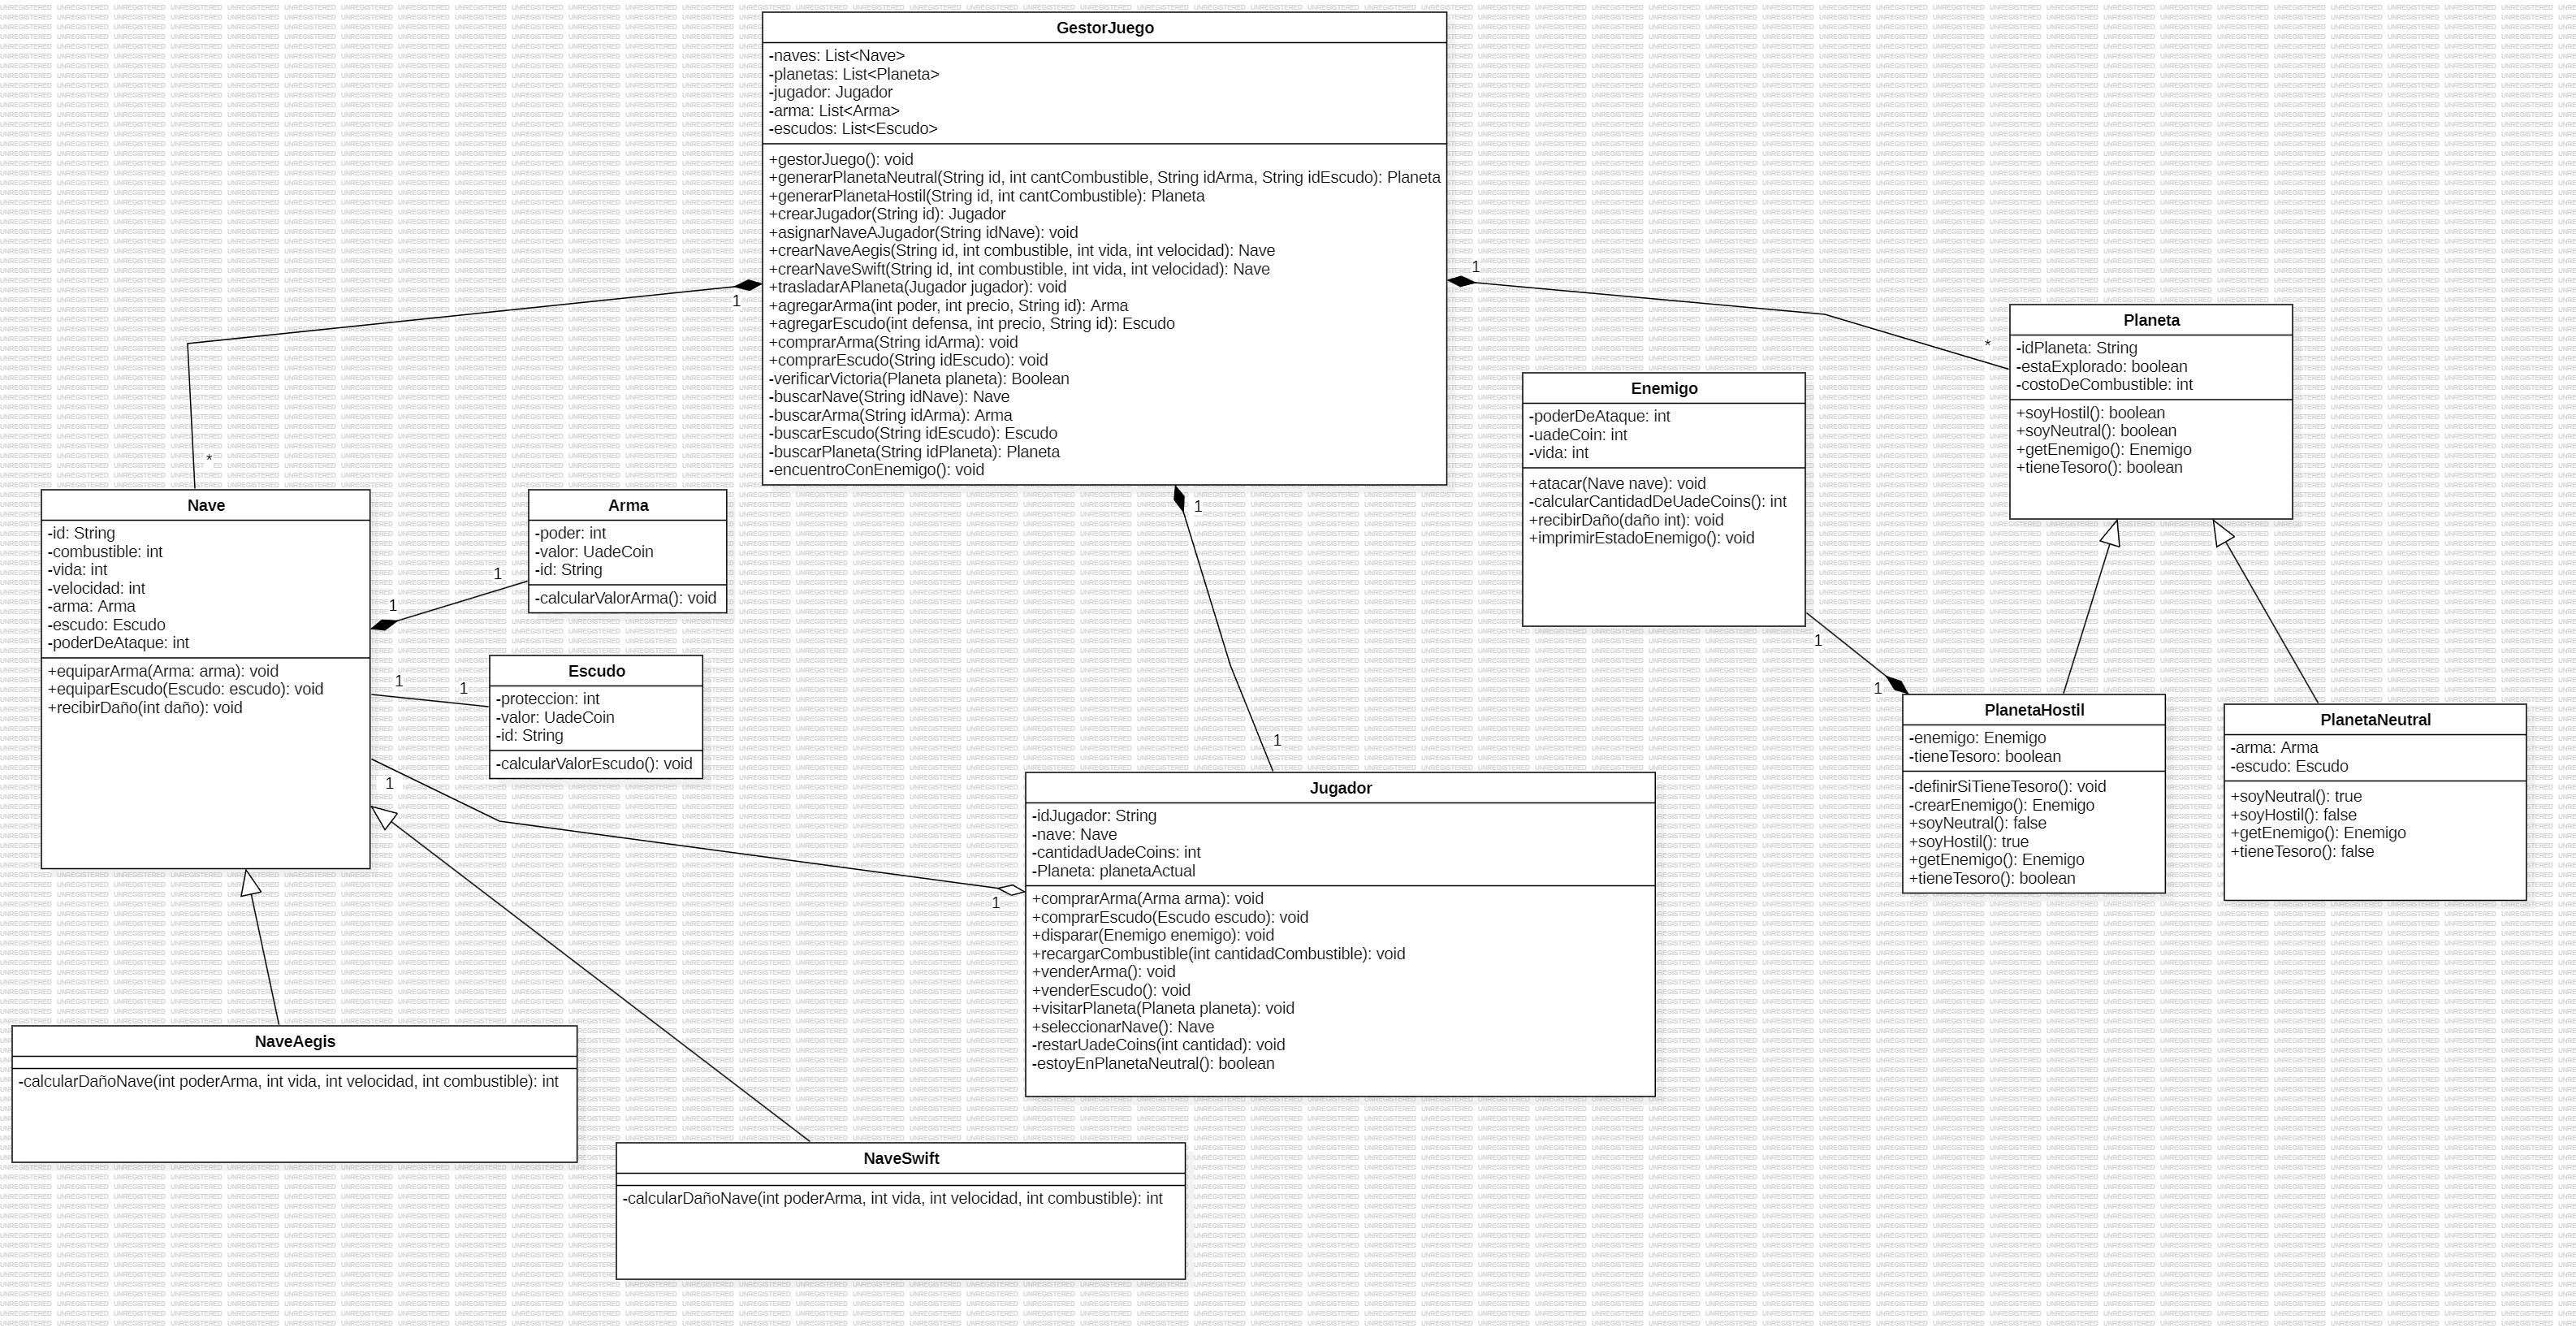 GestorJuego
-naves: List<Nave>
-planetas: List<Planeta>
-jugador: Jugador
-arma: List<Arma>
-escudos: List<Escudo>
+gestorJuego(): void
+generarPlanetaNeutral(String id, int cantCombustible, String idArma, String idEscudo): Planeta
+generarPlanetaHostil(String id, int cantCombustible): Planeta
+crearJugador(String id): Jugador
+asignarNaveAJugador(String idNave): void
+crearNaveAegis(String id, int combustible, int vida, int velocidad): Nave
+crearNaveSwift(String id, int combustible, int vida, int velocidad): Nave
+trasladarAPlaneta(Jugador jugador): void
+agregarArma(int poder, int precio, String id): Arma
+agregarEscudo(int defensa, int precio, String id): Escudo
+comprarArma(String idArma): void
+comprarEscudo(String idEscudo): void
-verificarVictoria(Planeta planeta): Boolean
-buscarNave(String idNave): Nave
-buscarArma(String idArma): Arma
-buscarEscudo(String idEscudo): Escudo
-buscarPlaneta(String idPlaneta): Planeta
-encuentroConEnemigo(): void
1
*
1
*
1
1
Planeta
-idPlaneta: String
-estaExplorado: boolean
-costoDeCombustible: int
+soyHostil(): boolean
+soyNeutral(): boolean
+getEnemigo(): Enemigo
+tieneTesoro(): boolean
Enemigo
-poderDeAtaque: int
-uadeCoin: int
-vida: int
+atacar(Nave nave): void
-calcularCantidadDeUadeCoins(): int
+recibirDaño(daño int): void
+imprimirEstadoEnemigo(): void
1
1
Nave
-id: String
-combustible: int
-vida: int
-velocidad: int
-arma: Arma
-escudo: Escudo
-poderDeAtaque: int
+equiparArma(Arma: arma): void
+equiparEscudo(Escudo: escudo): void
+recibirDaño(int daño): void
1
1
Arma
-poder: int
-valor: UadeCoin
-id: String
-calcularValorArma(): void
1
1
Escudo
-proteccion: int
-valor: UadeCoin
-id: String
-calcularValorEscudo(): void
1
1
Jugador
-idJugador: String
-nave: Nave
-cantidadUadeCoins: int
-Planeta: planetaActual
+comprarArma(Arma arma): void
+comprarEscudo(Escudo escudo): void
+disparar(Enemigo enemigo): void
+recargarCombustible(int cantidadCombustible): void
+venderArma(): void
+venderEscudo(): void
+visitarPlaneta(Planeta planeta): void
+seleccionarNave(): Nave
-restarUadeCoins(int cantidad): void
-estoyEnPlanetaNeutral(): boolean
PlanetaHostil
-enemigo: Enemigo
-tieneTesoro: boolean
-definirSiTieneTesoro(): void
-crearEnemigo(): Enemigo
+soyNeutral(): false
+soyHostil(): true
+getEnemigo(): Enemigo
+tieneTesoro(): boolean
PlanetaNeutral
-arma: Arma
-escudo: Escudo
+soyNeutral(): true
+soyHostil(): false
+getEnemigo(): Enemigo
+tieneTesoro(): false
NaveAegis
-calcularDañoNave(int poderArma, int vida, int velocidad, int combustible): int
NaveSwift
-calcularDañoNave(int poderArma, int vida, int velocidad, int combustible): int
UNREGISTERED